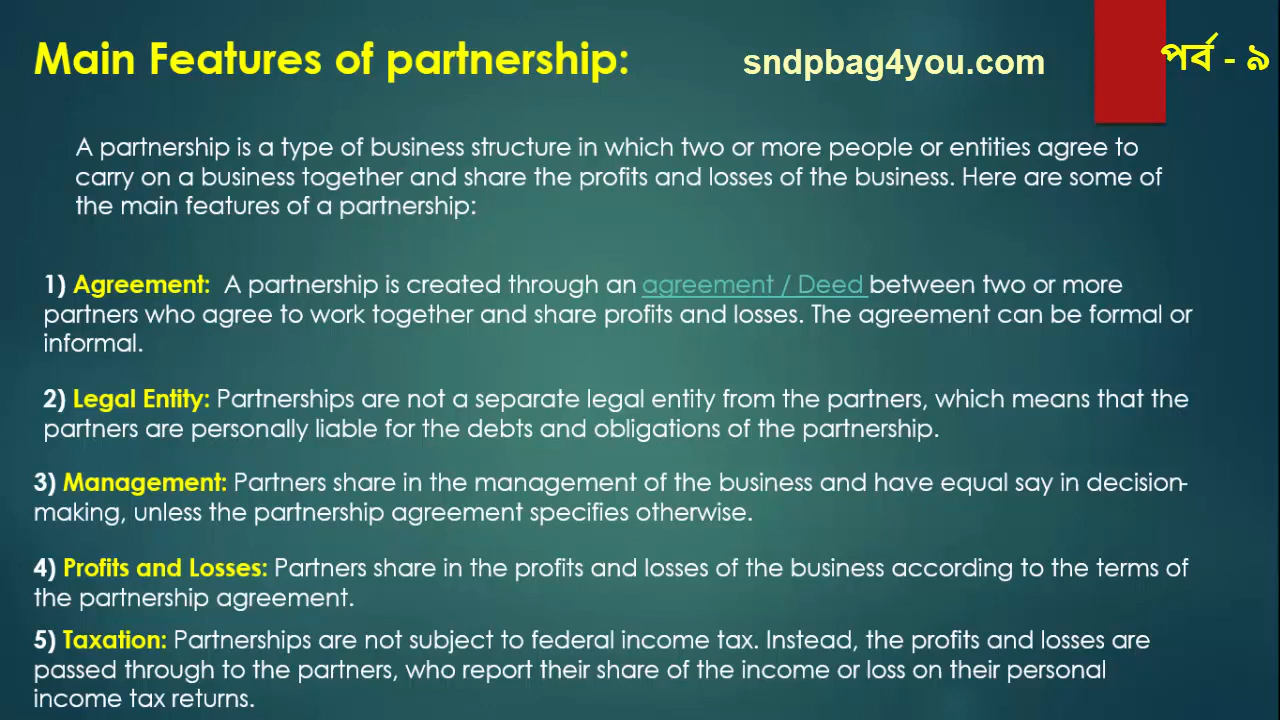 Main Features of partnership:
sndpbag4you.com
পর্ব - ৯
A partnership is a type of business structure in which two or more people or entities agree to
carry on a business together and share the profits and losses of the business. Here are some of
the main features of a partnership:
1) Agreement: A partnership is created through an agreement / Deed between two or more
partners who agree to work together and share profits and losses. The agreement can be formal or
informal.
2) Legal Entity: Partnerships are not a separate legal entity from the partners, which means that the
partners are personally liable for the debts and obligations of the partnership.
3) Management: Partners share in the management of the business and have equal say in decision-
making, unless the partnership agreement specifies otherwise.
4) Profits and Losses: Partners share in the profits and losses of the business according to the terms of
the partnership agreement.
5) Taxation: Partnerships are not subject to federal income tax. Instead, the profits and losses are
passed through to the partners, who report their share of the income or loss on their personal
income tax returns.